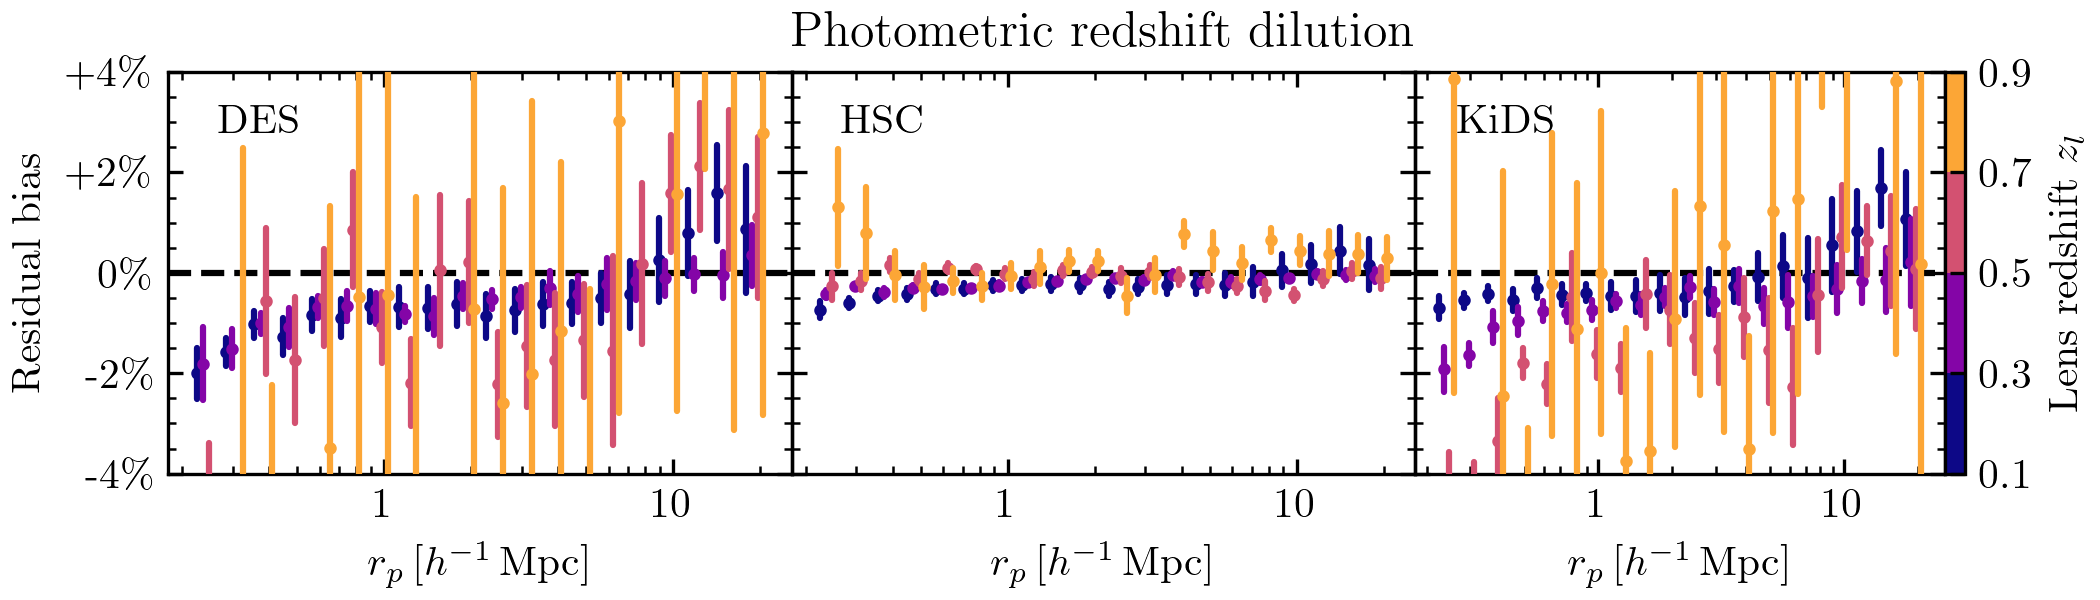 Photometric redshift dilution
Residual bias
+4%
+2%
0%
-2%
-4%
DES
HSC
KiDS
0.9
0.7
0.5
0.3
0.1
Lens redshift z_l
1 10
1 10
1 10
r_p [h⁻¹ Mpc]
r_p [h⁻¹ Mpc]
r_p [h⁻¹ Mpc]